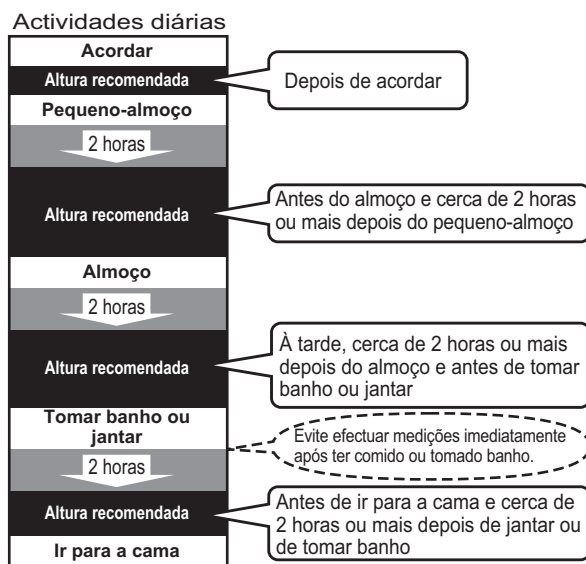 Actividades diárias
Acordar
Altura recomendada
Depois de acordar
Pequeno-almoço
2 horas
Altura recomendada
Antes do almoço e cerca de 2 horas
ou mais depois do pequeno-almoço
Almoço
2 horas
Altura recomendada
À tarde, cerca de 2 horas ou mais
depois do almoço e antes de tomar
banho ou jantar
Tomar banho ou
jantar
Evite efectuar medições imediatamente
após ter comido ou tomado banho.
2 horas
Altura recomendada
Antes de ir para a cama e cerca de
2 horas ou mais depois de jantar ou
de tomar banho
Ir para a cama